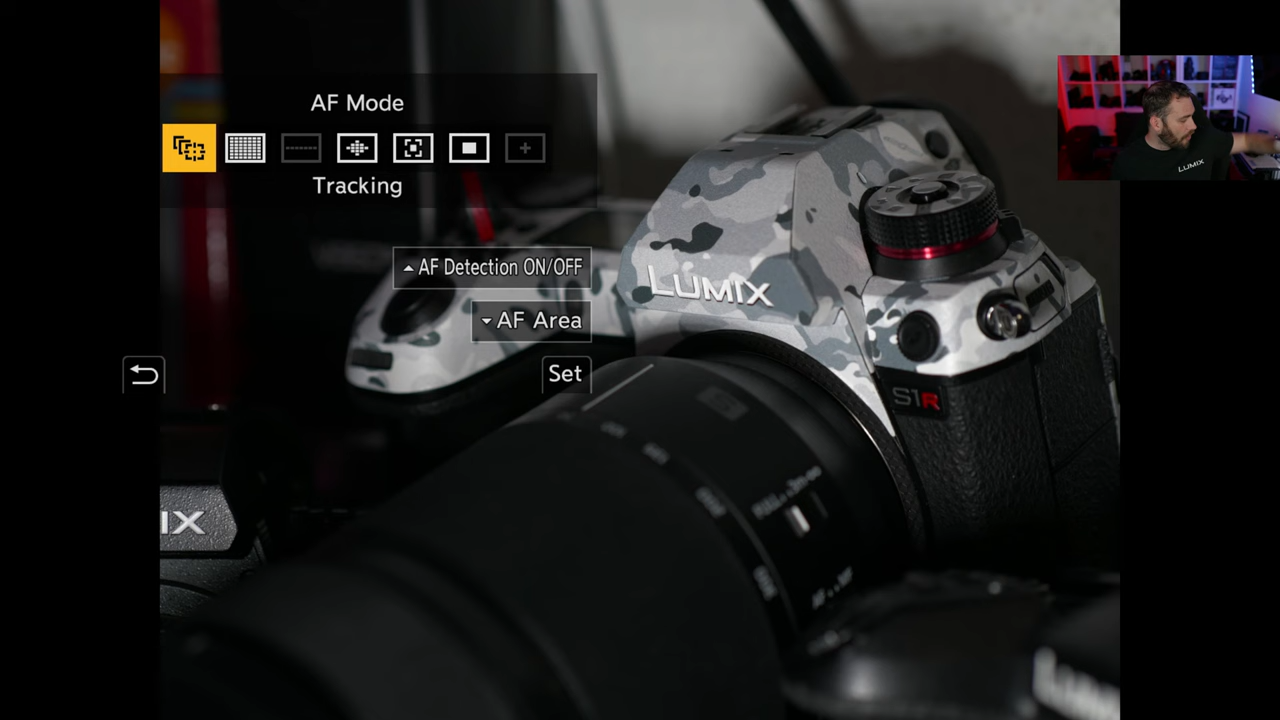 AF Mode
Tracking
AF Detection ON/OFF
AF Area
Set
LUMIX
S1R
IX
LUMIX